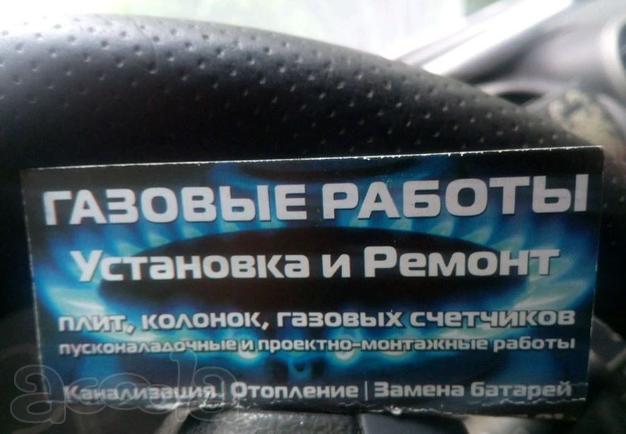 ГАЗОВЫЕ РАБОТЫ
Установка и Ремонт
плит, колонок, газовых счетчиков
пусконаладочные и проектно-монтажные работы
Канализация | Отопление | Замена батарей